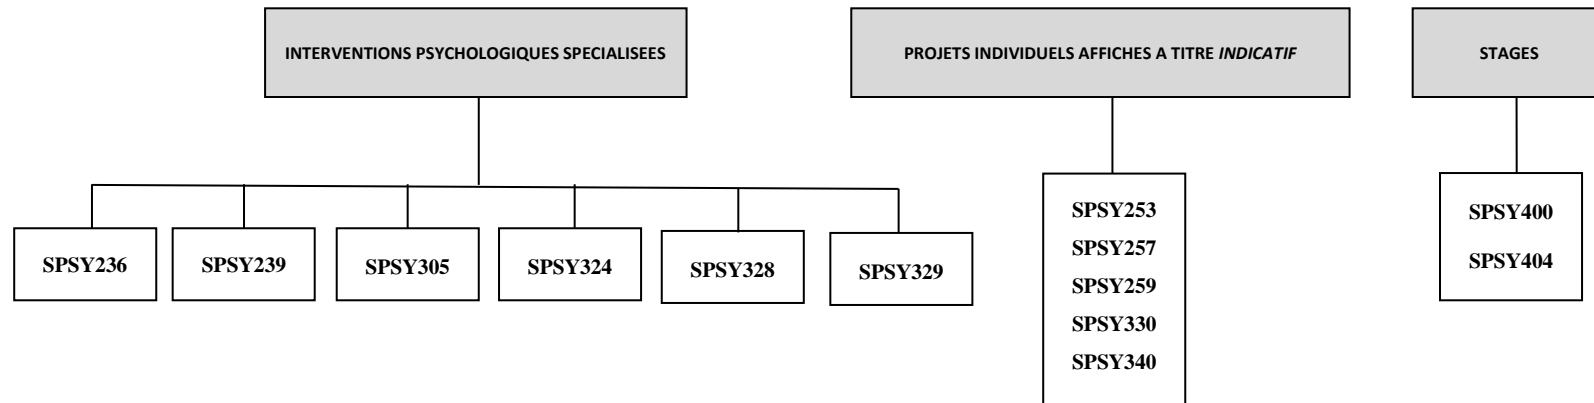 INTERVENTIONS PSYCHOLOGIQUES SPECIALISEES
PROJETS INDIVIDUELS AFFICHES A TITRE INDICATIF
STAGES
SPSY236
SPSY239
SPSY305
SPSY324
SPSY328
SPSY329
SPSY253
SPSY257
SPSY259
SPSY330
SPSY340
SPSY400
SPSY404